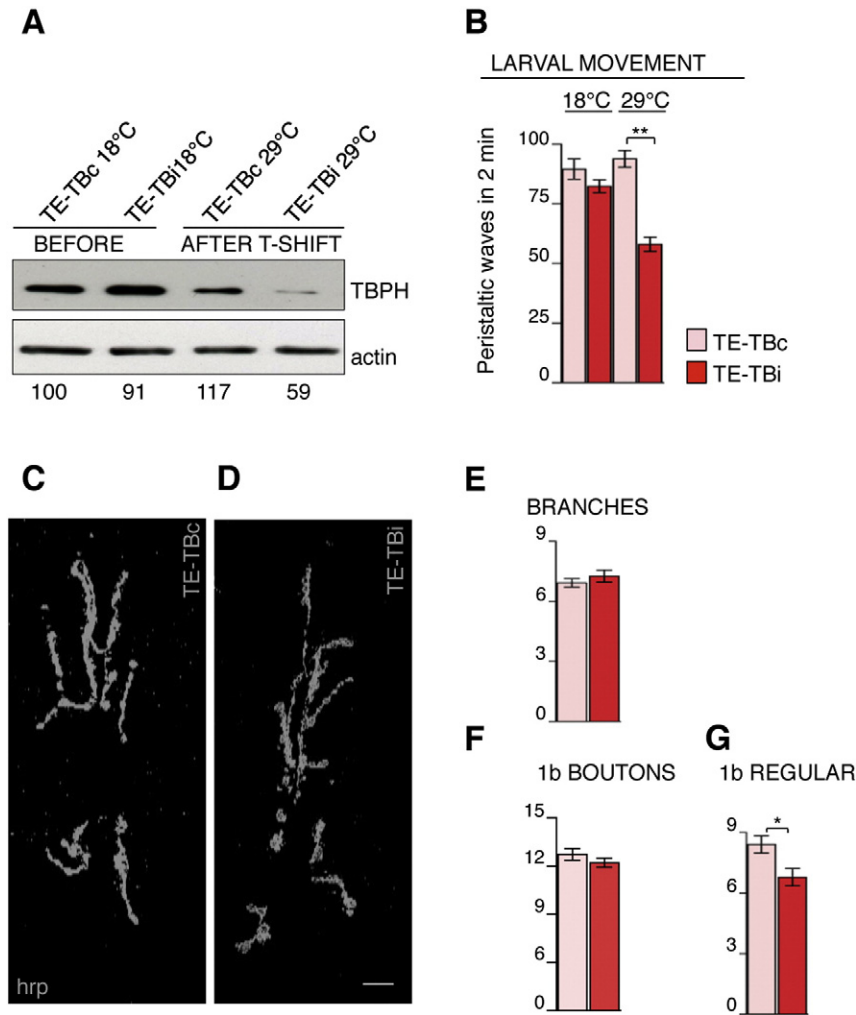 A
TE-TBc 18°C
TE-TBi18°C
TE-TBc 29°C
TE-TBi 29°C
BEFORE AFTER T-SHIFT
TBPH
actin
100 91 117 59
B
LARVAL MOVEMENT
18°C 29°C
**
Peristaltic waves in 2 min
100
75
50
25
0
TE-TBc
TE-TBi
C
TE-TBc
hrp
D
TE-TBi
E
BRANCHES
9
6
3
0
F
1b BOUTONS
15
12
9
6
0
G
1b REGULAR
*
9
6
3
0